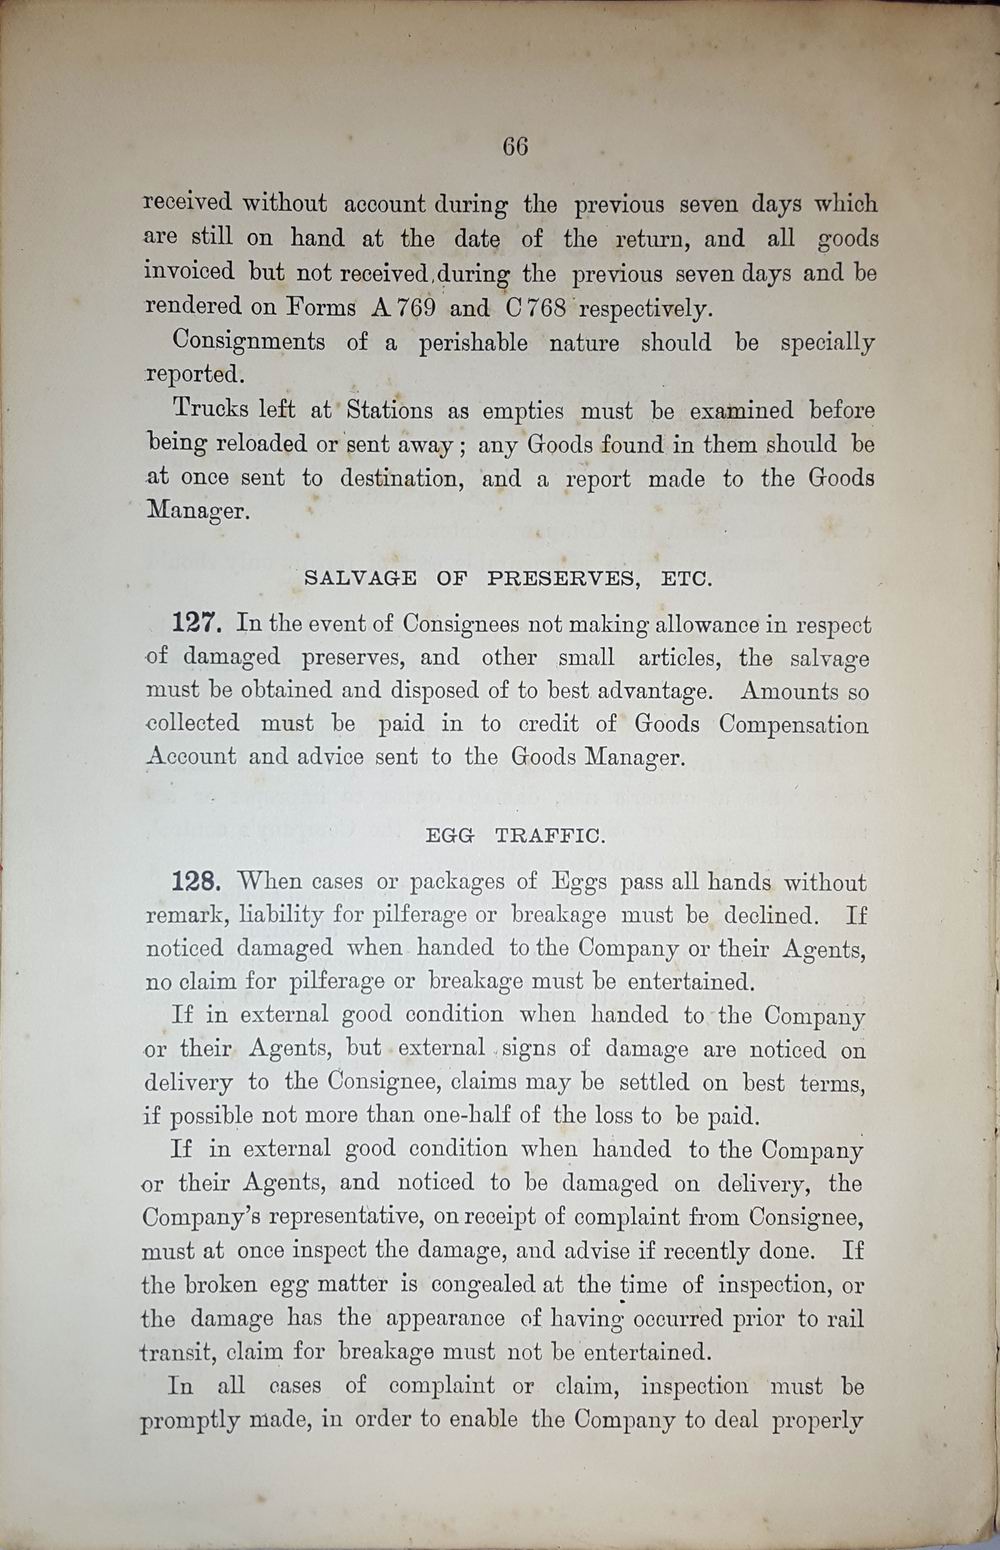 66
received without account during the previous seven days which
are still on hand at the date of the return, and all goods
invoiced but not received, during the previous seven days and be
rendered on Forms A 769 and C 768 respectively.
Consignments of a perishable nature should be specially
reported.
Trucks left at Stations as empties must be examined before
being reloaded or sent away; any Goods found in them should be
at once sent to destination, and a report made to the Goods
Manager.
SALVAGE OF PRESERVES, ETC.
127. In the event of Consignees not making allowance in respect
of damaged preserves, and other small articles, the salvage
must be obtained and disposed of to best advantage. Amounts so
collected must be paid in to credit of Goods Compensation
Account and advice sent to the Goods Manager.
EGG TRAFFIC.
128. When cases or packages of Eggs pass all hands without
remark, liability for pilferage or breakage must be declined. If
noticed damaged when handed to the Company or their Agents,
no claim for pilferage or breakage must be entertained.
If in external good condition when handed to the Company
or their Agents, but external signs of damage are noticed on
delivery to the Consignee, claims may be settled on best terms,
if possible not more than one-half of the loss to be paid.
If in external good condition when handed to the Company
or their Agents, and noticed to be damaged on delivery, the
Company's representative, on receipt of complaint from Consignee,
must at once inspect the damage, and advise if recently done. If
the broken egg matter is congealed at the time of inspection, or
the damage has the appearance of having occurred prior to rail
transit, claim for breakage must not be entertained.
In all cases of complaint or claim, inspection must be
promptly made, in order to enable the Company to deal properly